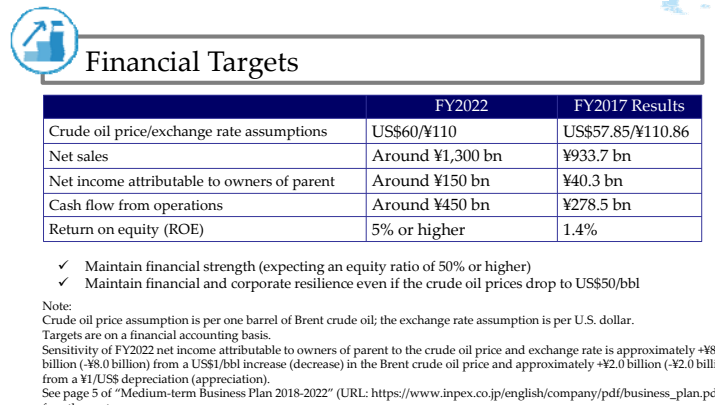 Financial Targets
FY2022 FY2017 Results
Crude oil price/exchange rate assumptions US$60/¥110 US$57.85/¥110.86
Net sales Around ¥1,300 bn ¥933.7 bn
Net income attributable to owners of parent Around ¥150 bn ¥40.3 bn
Cash flow from operations Around ¥450 bn ¥278.5 bn
Return on equity (ROE) 5% or higher 1.4%
✓ Maintain financial strength (expecting an equity ratio of 50% or higher)
✓ Maintain financial and corporate resilience even if the crude oil prices drop to US$50/bbl
Note:
Crude oil price assumption is per one barrel of Brent crude oil; the exchange rate assumption is per U.S. dollar.
Targets are on a financial accounting basis.
Sensitivity of FY2022 net income attributable to owners of parent to the crude oil price and exchange rate is approximately +¥8
billion (-¥8.0 billion) from a US$1/bbl increase (decrease) in the Brent crude oil price and approximately +¥2.0 billion (-¥2.0 billi
from a ¥1/US$ depreciation (appreciation).
See page 5 of “Medium-term Business Plan 2018-2022” (URL: https://www.inpex.co.jp/english/company/pdf/business_plan.pd